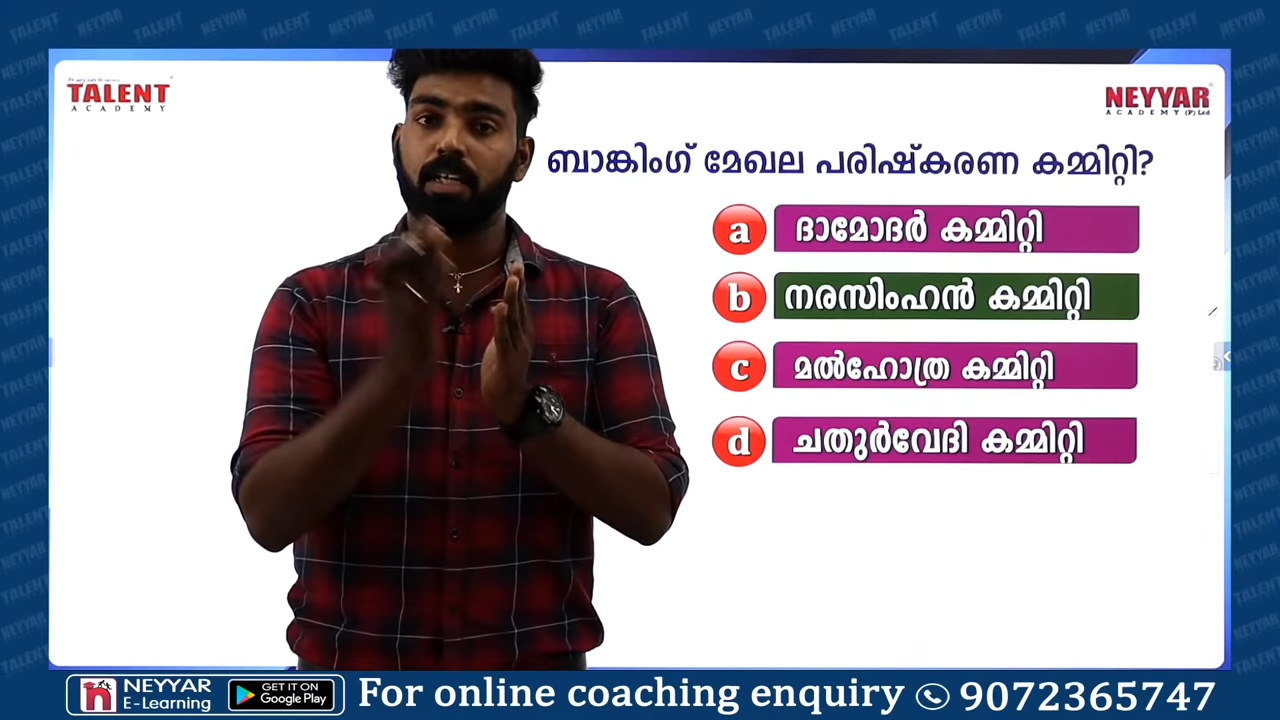 TALENT
ACADEMY
NEYYAR
ACADEMY (P) Ltd
ബാങ്കിംഗ് മേഖല പരിഷ്കരണ കമ്മിറ്റി?
a ദാമോദർ കമ്മിറ്റി
b നരസിംഹൻ കമ്മിറ്റി
c മൽഹോത്ര കമ്മിറ്റി
d ചതുർവേദി കമ്മിറ്റി
NEYYAR
E-Learning
GET IT ON
Google Play
For online coaching enquiry 9072365747